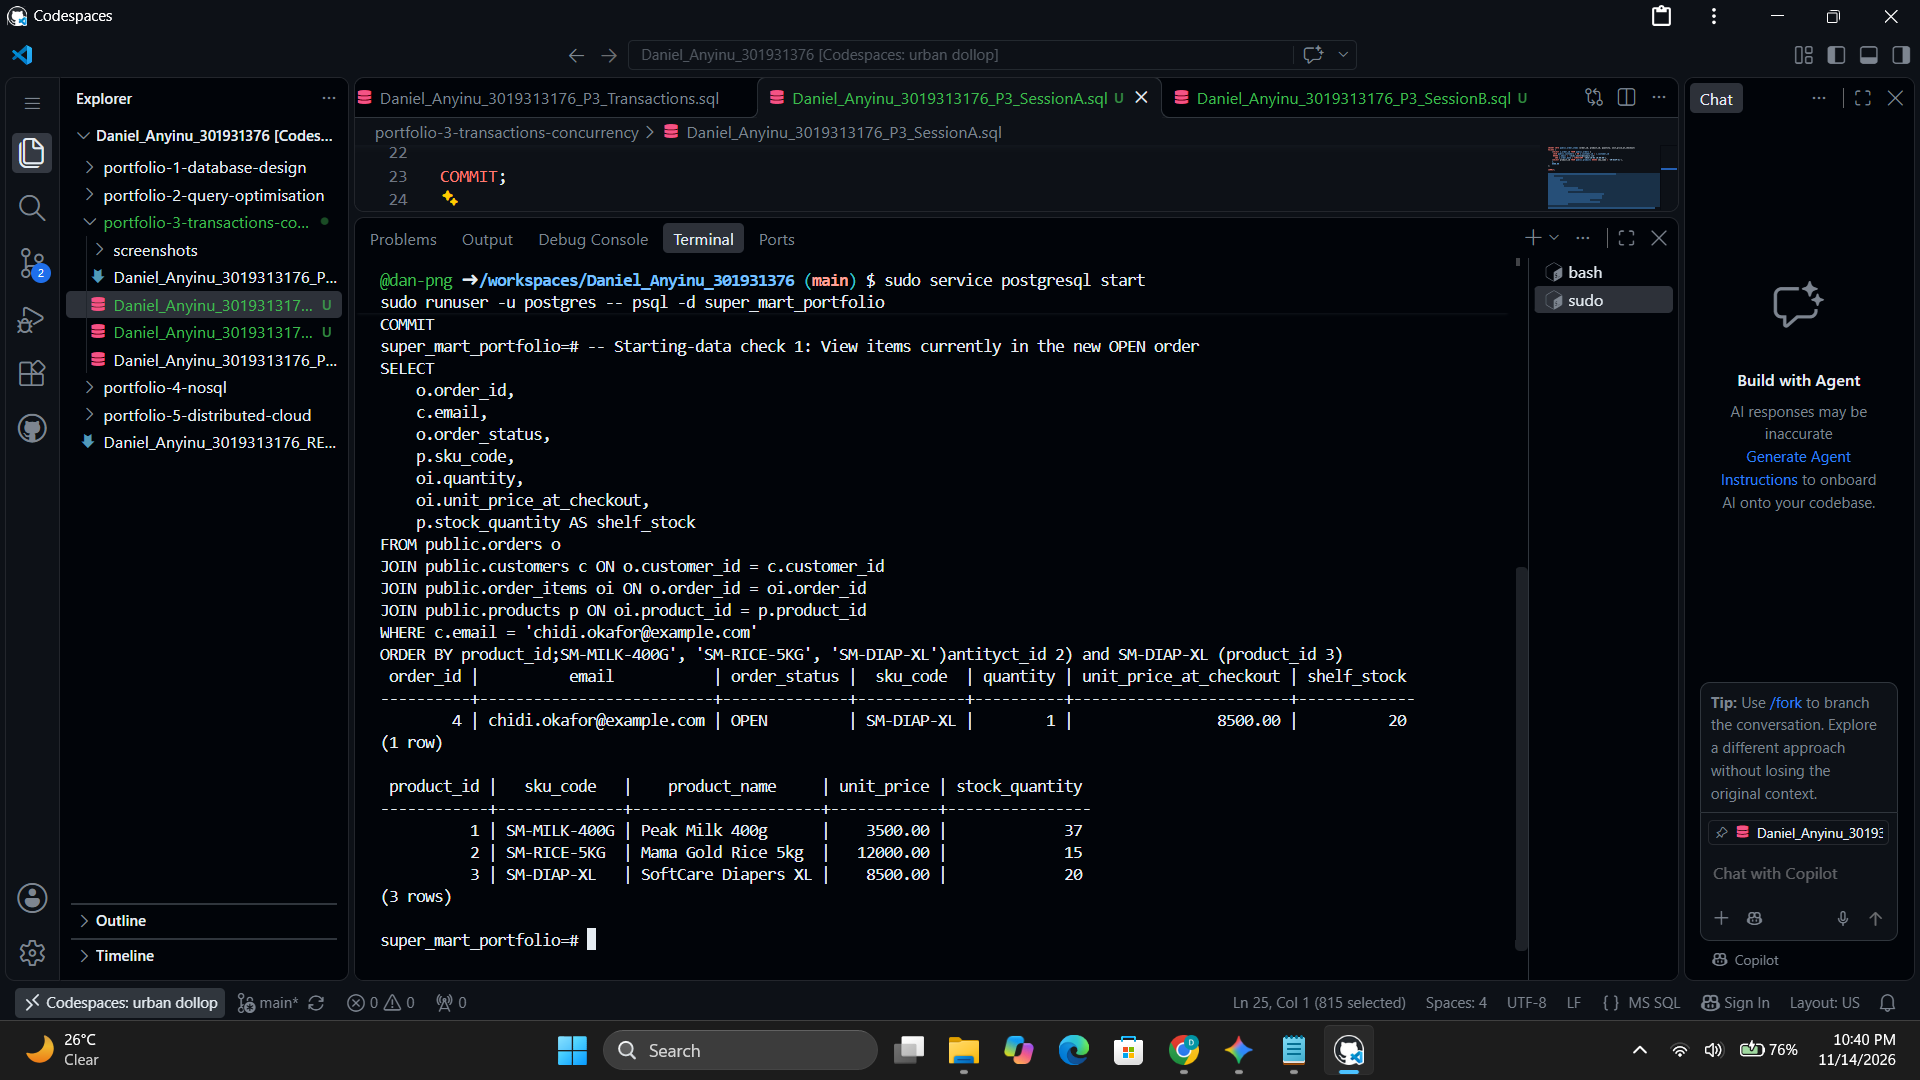 Codespaces
Daniel_Anyinu_301931376 [Codespaces: urban dollop]
Explorer
Daniel_Anyinu_301931376 [Codes...
portfolio-1-database-design
portfolio-2-query-optimisation
portfolio-3-transactions-co...
screenshots
Daniel_Anyinu_3019313176_P...
Daniel_Anyinu_301931317... U
Daniel_Anyinu_301931317... U
Daniel_Anyinu_3019313176_P...
portfolio-4-nosql
portfolio-5-distributed-cloud
Daniel_Anyinu_3019313176_RE...
2
Outline
Timeline
Daniel_Anyinu_3019313176_P3_Transactions.sql
Daniel_Anyinu_3019313176_P3_SessionA.sql U
Daniel_Anyinu_3019313176_P3_SessionB.sql U
portfolio-3-transactions-concurrency > Daniel_Anyinu_3019313176_P3_SessionA.sql
22
23 COMMIT;
24
Problems Output Debug Console Terminal Ports
@dan-png ➜/workspaces/Daniel_Anyinu_301931376 (main) $ sudo service postgresql start
sudo runuser -u postgres -- psql -d super_mart_portfolio
COMMIT
super_mart_portfolio=# -- Starting-data check 1: View items currently in the new OPEN order
SELECT
o.order_id,
c.email,
o.order_status,
p.sku_code,
oi.quantity,
oi.unit_price_at_checkout,
p.stock_quantity AS shelf_stock
FROM public.orders o
JOIN public.customers c ON o.customer_id = c.customer_id
JOIN public.order_items oi ON o.order_id = oi.order_id
JOIN public.products p ON oi.product_id = p.product_id
WHERE c.email = 'chidi.okafor@example.com'
ORDER BY product_id;SM-MILK-400G', 'SM-RICE-5KG', 'SM-DIAP-XL')antityct_id 2) and SM-DIAP-XL (product_id 3)
order_id | email | order_status | sku_code | quantity | unit_price_at_checkout | shelf_stock
----------+--------------------------+--------------+------------+----------+------------------------+-------------
4 | chidi.okafor@example.com | OPEN | SM-DIAP-XL | 1 | 8500.00 | 20
(1 row)
product_id | sku_code | product_name | unit_price | stock_quantity
------------+--------------+---------------------+------------+----------------
1 | SM-MILK-400G | Peak Milk 400g | 3500.00 | 37
2 | SM-RICE-5KG | Mama Gold Rice 5kg | 12000.00 | 15
3 | SM-DIAP-XL | SoftCare Diapers XL | 8500.00 | 20
(3 rows)
super_mart_portfolio=#
bash
sudo
Chat
Build with Agent
AI responses may be
inaccurate
Generate Agent
Instructions to onboard
AI onto your codebase.
Tip: Use /fork to branch
the conversation. Explore
a different approach
without losing the
original context.
Daniel_Anyinu_30193
Chat with Copilot
Copilot
Codespaces: urban dollop main* 0 0 0
Ln 25, Col 1 (815 selected) Spaces: 4 UTF-8 LF { } MS SQL Sign In Layout: US
26°C
Clear
Search
76%
10:40 PM
11/14/2026